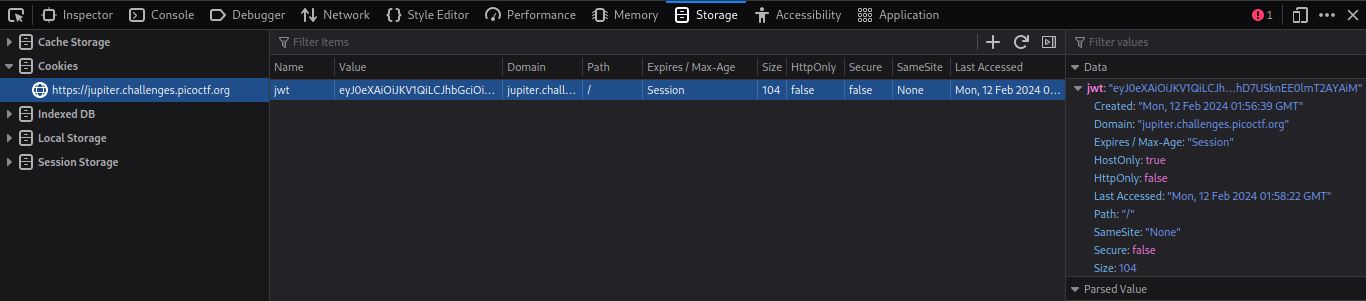 Inspector Console Debugger Network Style Editor Performance Memory Storage Accessibility Application 1
Cache Storage
Cookies
https://jupiter.challenges.picoctf.org
Indexed DB
Local Storage
Session Storage
Filter Items
Name Value Domain Path Expires / Max-Age Size HttpOnly Secure SameSite Last Accessed
jwt eyJ0eXAiOiJKV1QiLCJhbGciOi... jupiter.chall... / Session 104 false false None Mon, 12 Feb 2024 0...
Filter values
Data
jwt: "eyJ0eXAiOiJKV1QiLCJh...hD7USknEE0lmT2AYAiM"
Created: "Mon, 12 Feb 2024 01:56:39 GMT"
Domain: "jupiter.challenges.picoctf.org"
Expires / Max-Age: "Session"
HostOnly: true
HttpOnly: false
Last Accessed: "Mon, 12 Feb 2024 01:58:22 GMT"
Path: "/"
SameSite: "None"
Secure: false
Size: 104
Parsed Value